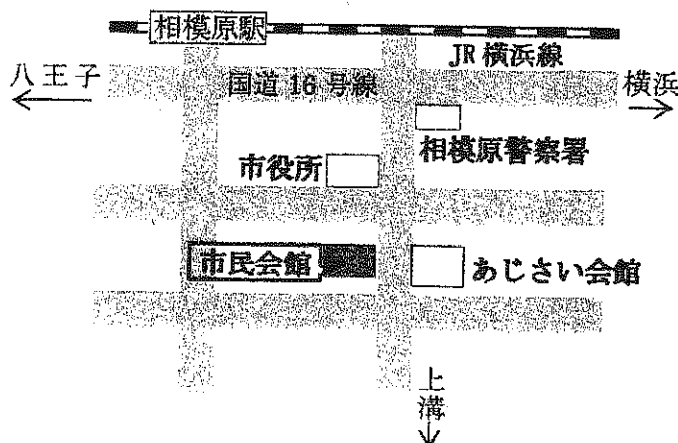 相模原駅
JR 横浜線
八王子
国道 16 号線
横浜
相模原警察署
市役所
市民会館
あじさい会館
上溝